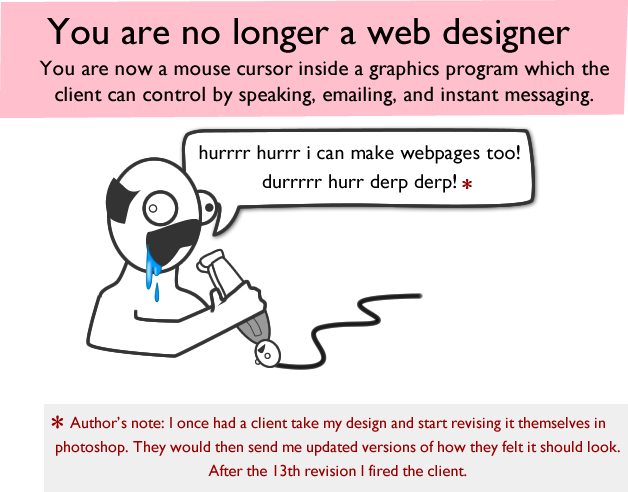 You are no longer a web designer
You are now a mouse cursor inside a graphics program which the
client can control by speaking, emailing, and instant messaging.
hurrrr hurrr i can make webpages too!
durrrrr hurr derp derp! *
* Author's note: I once had a client take my design and start revising it themselves in
photoshop. They would then send me updated versions of how they felt it should look.
After the 13th revision I fired the client.